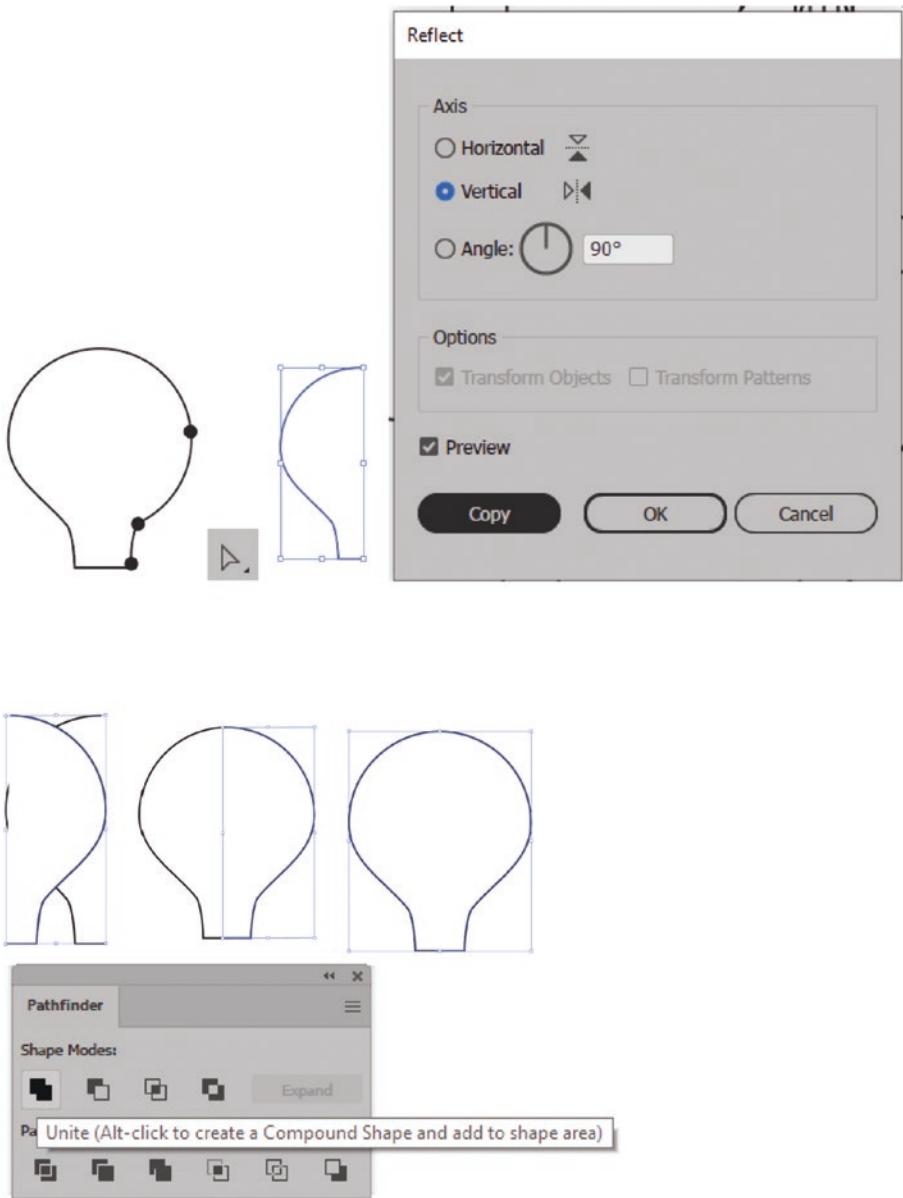 Reflect
Axis
Horizontal
Vertical
Angle: 90°
Options
Transform Objects Transform Patterns
Preview
Copy OK Cancel
Pathfinder
Shape Modes:
Expand
Pa
Unite (Alt-click to create a Compound Shape and add to shape area)